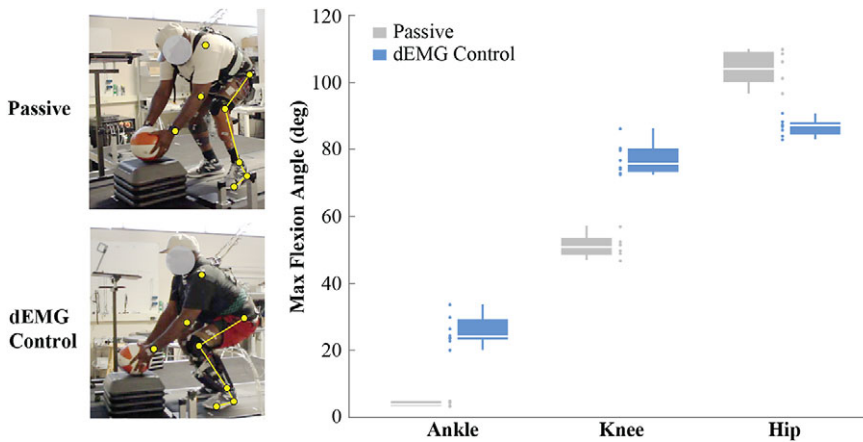 Passive
dEMG
Control
Max Flexion Angle (deg)
120
100
80
60
40
20
0
Passive
dEMG Control
Ankle
Knee
Hip